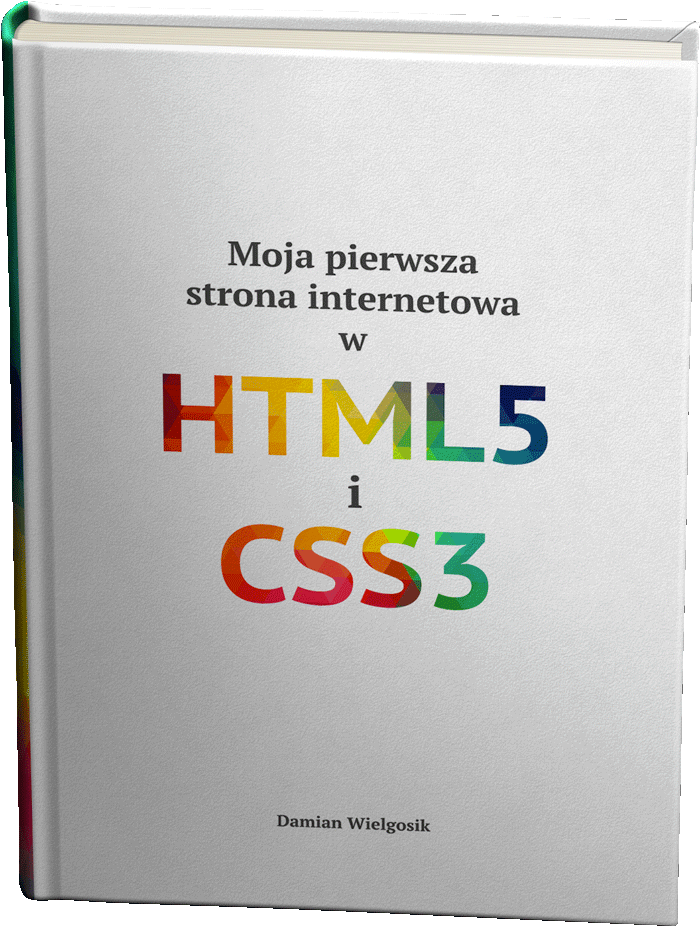 Moja pierwsza
strona internetowa
w
HTML5
i
CSS3
Damian Wielgosik